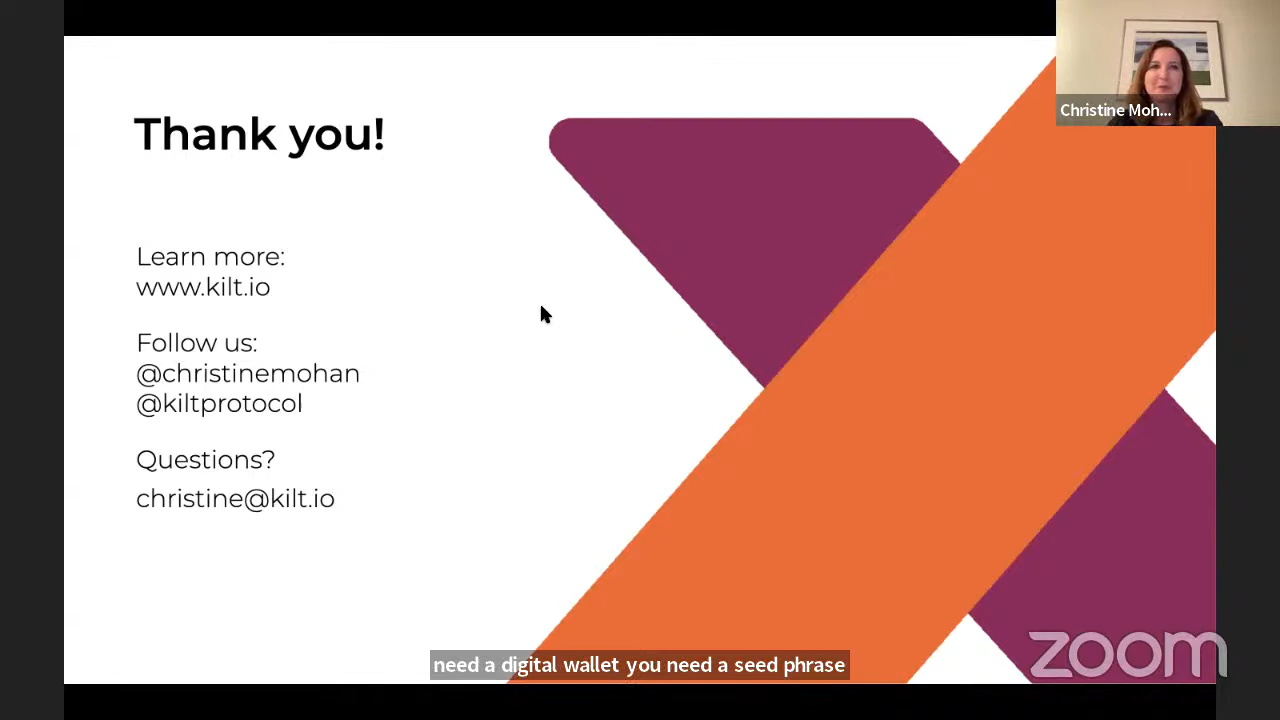 Thank you!
Learn more:
www.kilt.io
Follow us:
@christinemohan
@kiltprotocol
Questions?
christine@kilt.io
Christine Moh...
need a digital wallet you need a seed phrase
zoom